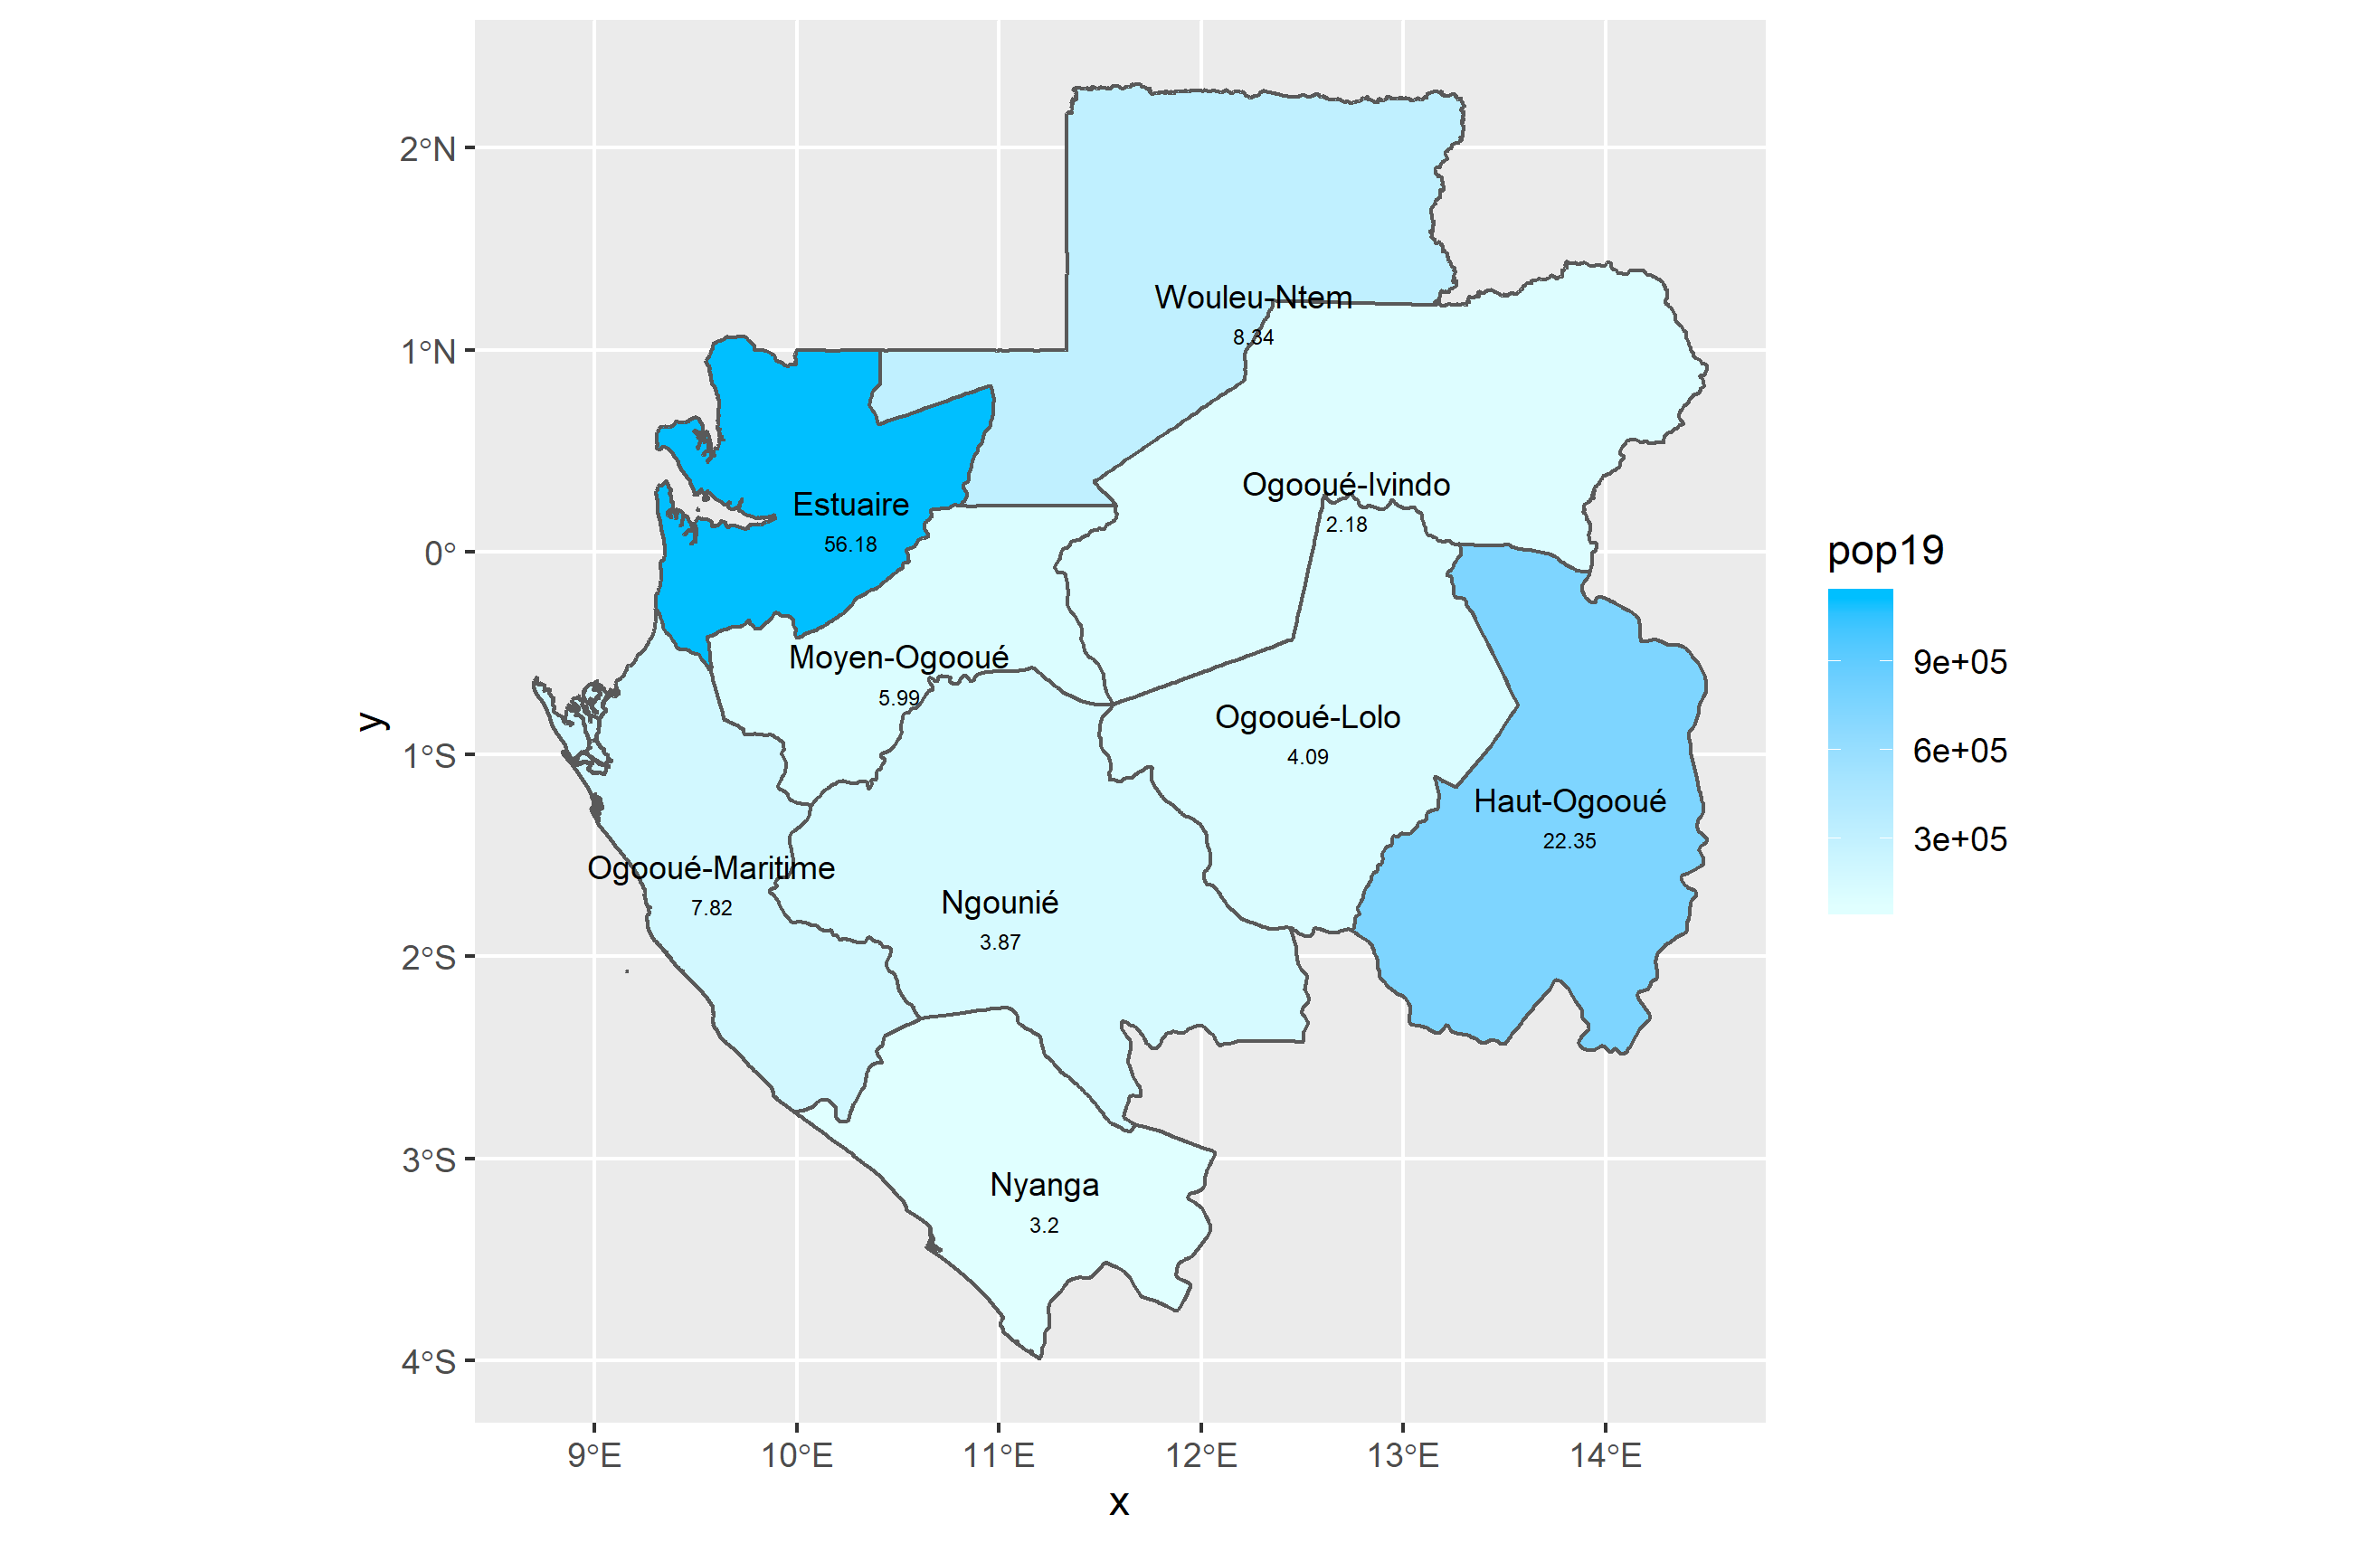 2°N
1°N
0°
1°S
2°S
3°S
4°S
y
Wouleu-Ntem
8.34
Ogooué-Ivindo
2.18
Estuaire
56.18
Moyen-Ogooué
5.99
Ogooué-Lolo
4.09
Haut-Ogooué
22.35
Ogooué-Maritime
7.82
Ngounié
3.87
Nyanga
3.2
9°E
10°E
11°E
12°E
13°E
14°E
x
pop19
9e+05
6e+05
3e+05